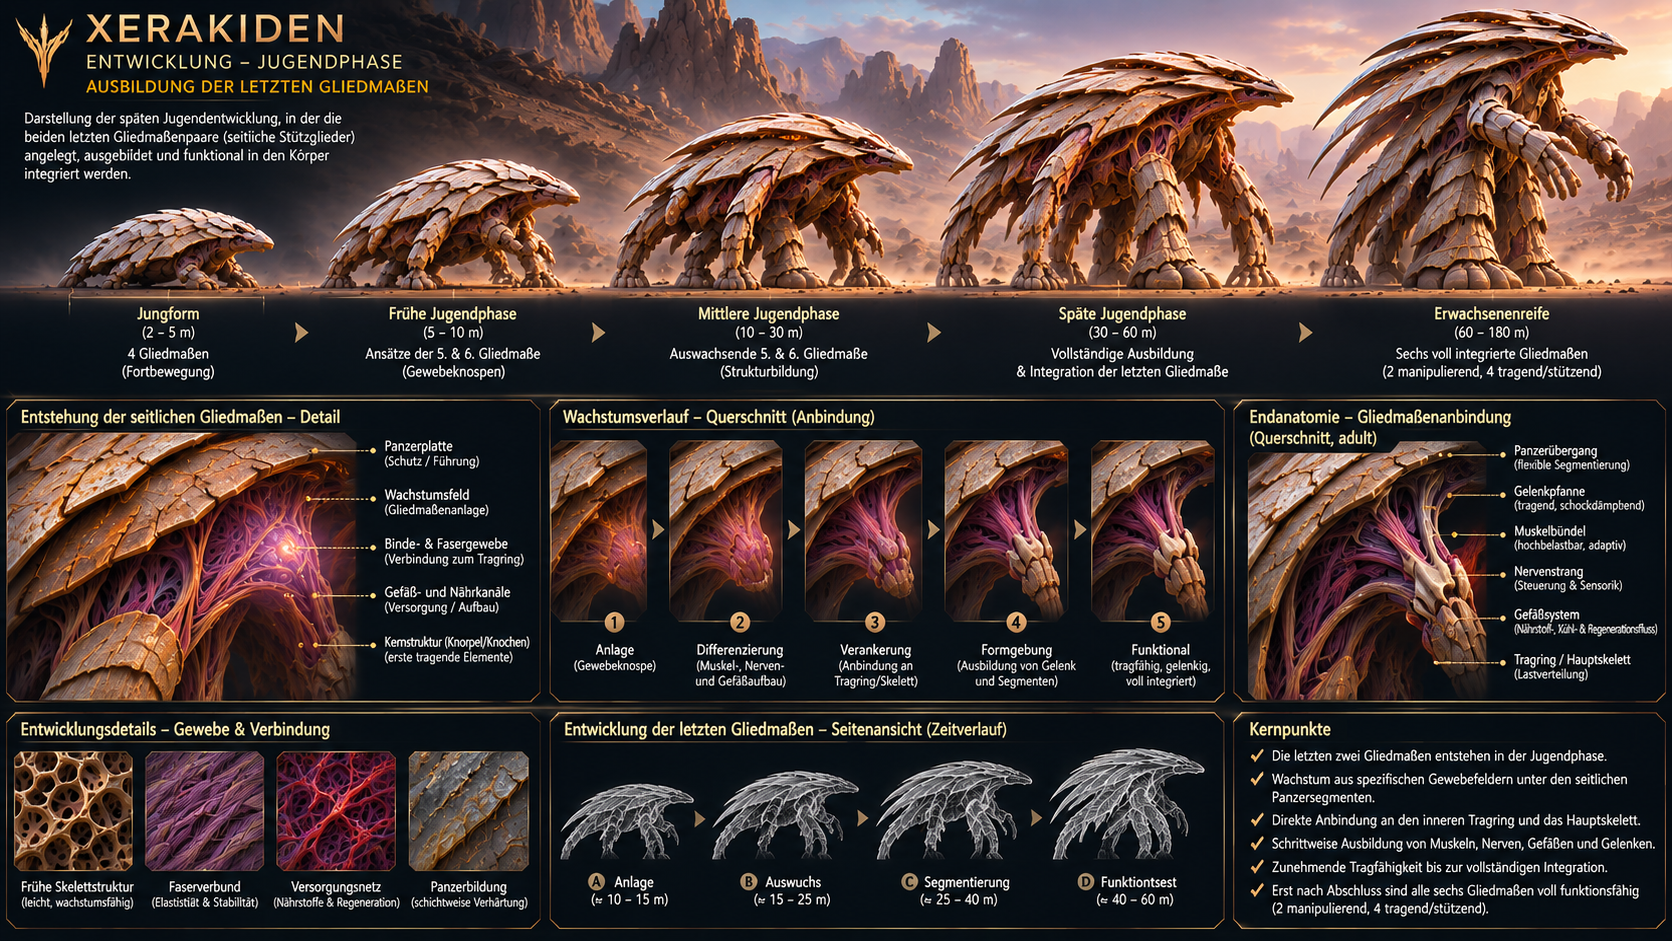 XERAKIDEN
ENTWICKLUNG – JUGENDPHASE
AUSBILDUNG DER LETZTEN GLIEDMAßEN
Darstellung der späten Jugendentwicklung, in der die
beiden letzten Gliedmaßenpaare (seitliche Stützglieder)
angelegt, ausgebildet und funktional in den Körper
integriert werden.
Jungform
(2 – 5 m)
4 Gliedmaßen
(Fortbewegung)
Frühe Jugendphase
(5 – 10 m)
Ansätze der 5. & 6. Gliedmaße
(Gewebeknospen)
Mittlere Jugendphase
(10 – 30 m)
Auswachsende 5. & 6. Gliedmaße
(Strukturbildung)
Späte Jugendphase
(30 – 60 m)
Vollständige Ausbildung
& Integration der letzten Gliedmaße
Erwachsenenreife
(60 – 180 m)
Sechs voll integrierte Gliedmaßen
(2 manipulierend, 4 tragend/stützend)
Entstehung der seitlichen Gliedmaßen – Detail
Panzerplatte
(Schutz / Führung)
Wachstumsfeld
(Gliedmaßenanlage)
Binde- & Fasergewebe
(Verbindung zum Tragring)
Gefäß- und Nährkanäle
(Versorgung / Aufbau)
Kernstruktur (Knorpel/Knochen)
(erste tragende Elemente)
Wachstumsverlauf – Querschnitt (Anbindung)
1
Anlage
(Gewebeknospe)
2
Differenzierung
(Muskel-, Nerven-
und Gefäßaufbau)
3
Verankerung
(Anbindung an
Tragring/Skelett)
4
Formgebung
(Ausbildung von Gelenk
und Segmenten)
5
Funktional
(tragfähig, gelenkig,
voll integriert)
Endanatomie – Gliedmaßenanbindung
(Querschnitt, adult)
Panzerübergang
(flexible Segmentierung)
Gelenkpfanne
(tragend, schockdämpfend)
Muskelbündel
(hochbelastbar, adaptiv)
Nervenstrang
(Steuerung & Sensorik)
Gefäßsystem
(Nährstoff-, Kühl- & Regenerationsfluss)
Tragring / Hauptskelett
(Lastverteilung)
Entwicklungsdetails – Gewebe & Verbindung
Frühe Skelettstruktur
(leicht, wachstumsfähig)
Faserverbund
(Elastistiät & Stabilität)
Versorgungsnetz
(Nährstoffe & Regeneration)
Panzerbildung
(schichtweise Verhärtung)
Entwicklung der letzten Gliedmaßen – Seitenansicht (Zeitverlauf)
A Anlage
(≈ 10 – 15 m)
B Auswuchs
(≈ 15 – 25 m)
C Segmentierung
(≈ 25 – 40 m)
D Funktiontsest
(≈ 40 – 60 m)
Kernpunkte
✓ Die letzten zwei Gliedmaßen entstehen in der Jugendphase.
✓ Wachstum aus spezifischen Gewebefeldern unter den seitlichen
Panzersegmenten.
✓ Direkte Anbindung an den inneren Tragring und das Hauptskelett.
✓ Schrittweise Ausbildung von Muskeln, Nerven, Gefäßen und Gelenken.
✓ Zunehmende Tragfähigkeit bis zur vollständigen Integration.
✓ Erst nach Abschluss sind alle sechs Gliedmaßen voll funktionsfähig
(2 manipulierend, 4 tragend/stützend).